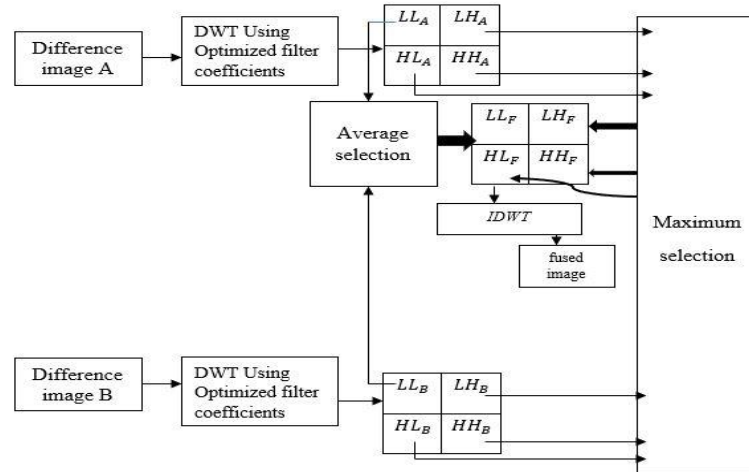 Difference
image A
DWT Using
Optimized filter
coefficients
LL_A LH_A
HL_A HH_A
Average
selection
LL_F LH_F
HL_F HH_F
IDWT
fused
image
Maximum
selection
Difference
image B
DWT Using
Optimized filter
coefficients
LL_B LH_B
HL_B HH_B